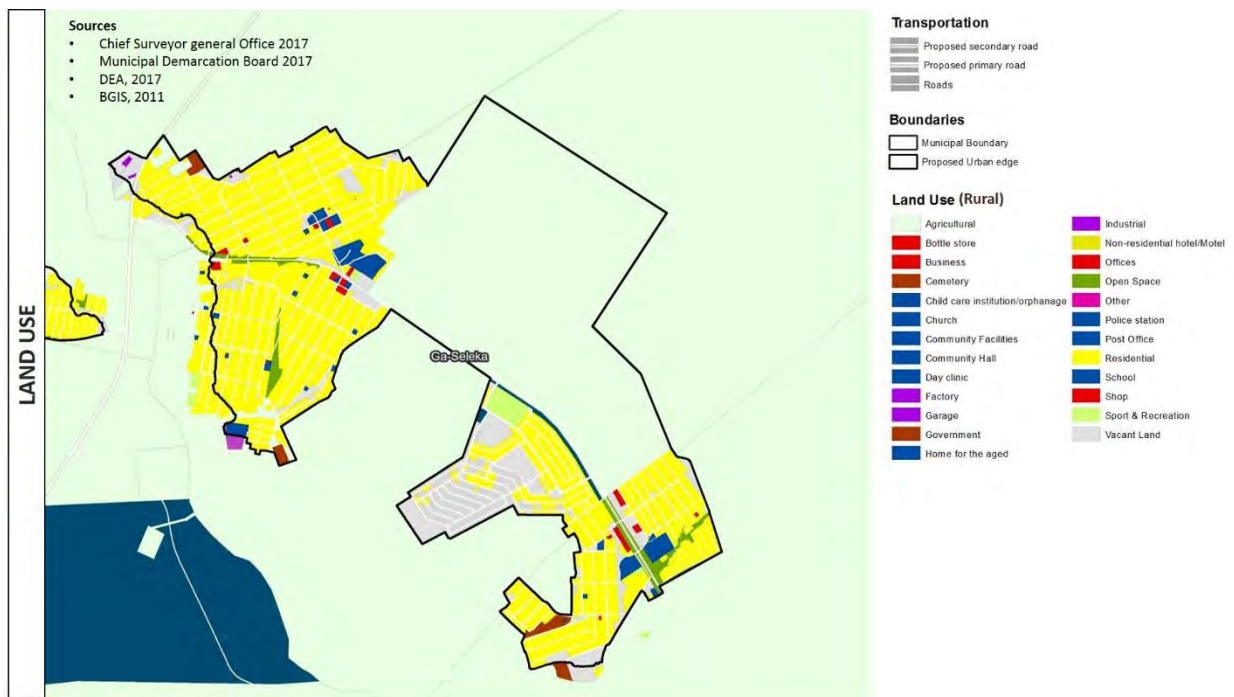 LAND USE
Sources
• Chief Surveyor general Office 2017
• Municipal Demarcation Board 2017
• DEA, 2017
• BGIS, 2011
Ga-Seleka
Transportation
Proposed secondary road
Proposed primary road
Roads
Boundaries
Municipal Boundary
Proposed Urban edge
Land Use (Rural)
Agricultural
Bottle store
Business
Cemetery
Child care institution/orphanage
Church
Community Facilities
Community Hall
Day clinic
Factory
Garage
Government
Home for the aged
Industrial
Non-residential hotel/Motel
Offices
Open Space
Other
Police station
Post Office
Residential
School
Shop
Sport & Recreation
Vacant Land